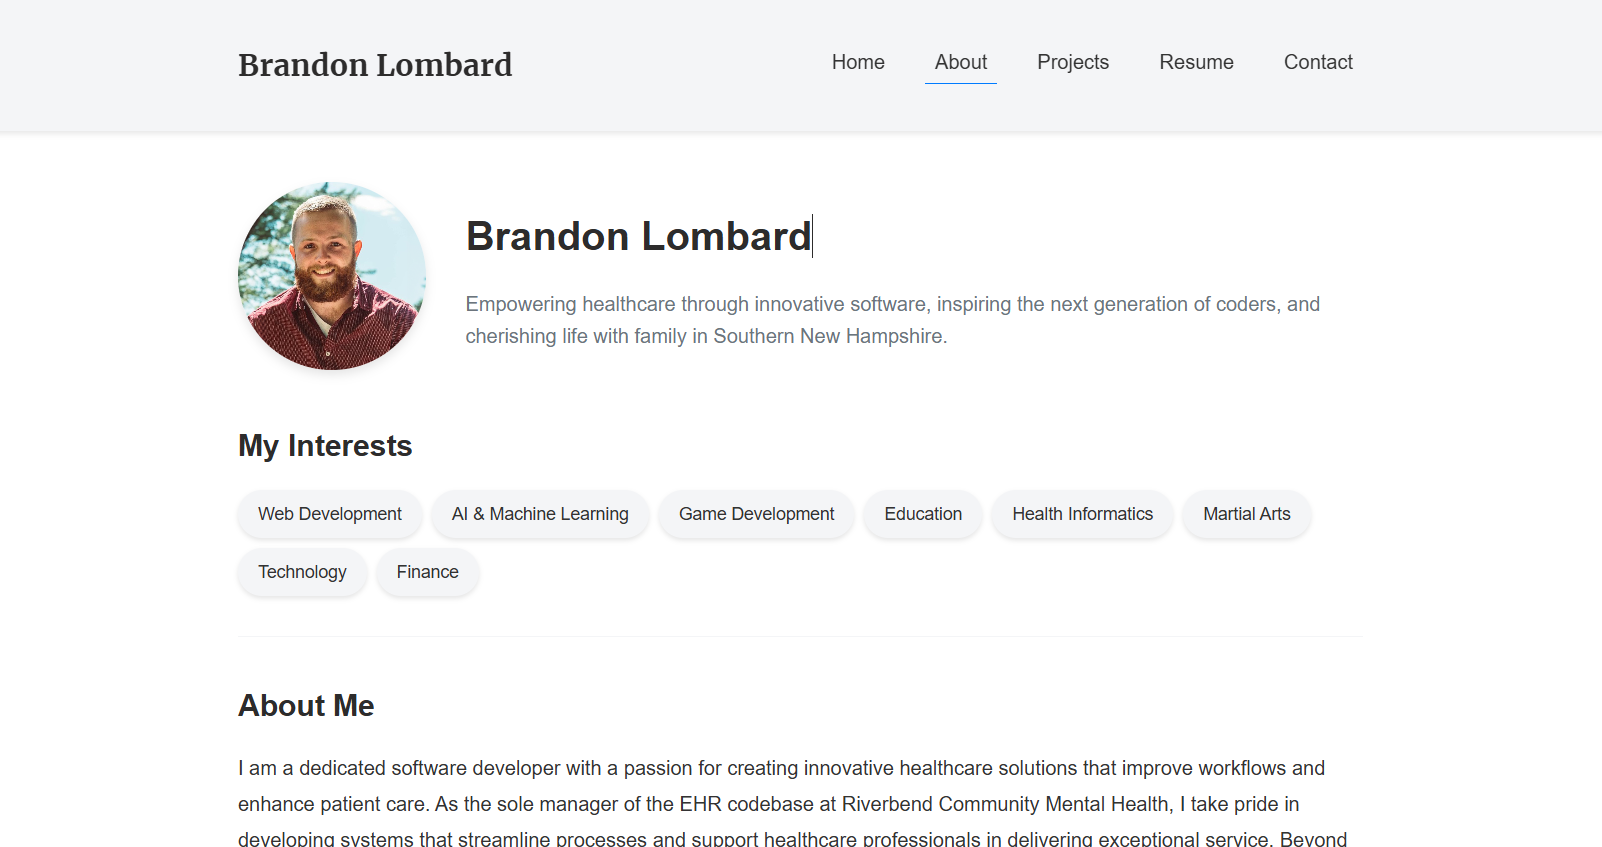 Brandon Lombard
Home About Projects Resume Contact
Brandon Lombard
Empowering healthcare through innovative software, inspiring the next generation of coders, and
cherishing life with family in Southern New Hampshire.
My Interests
Web Development AI & Machine Learning Game Development Education Health Informatics Martial Arts
Technology Finance
About Me
I am a dedicated software developer with a passion for creating innovative healthcare solutions that improve workflows and
enhance patient care. As the sole manager of the EHR codebase at Riverbend Community Mental Health, I take pride in
developing systems that streamline processes and support healthcare professionals in delivering exceptional service. Beyond